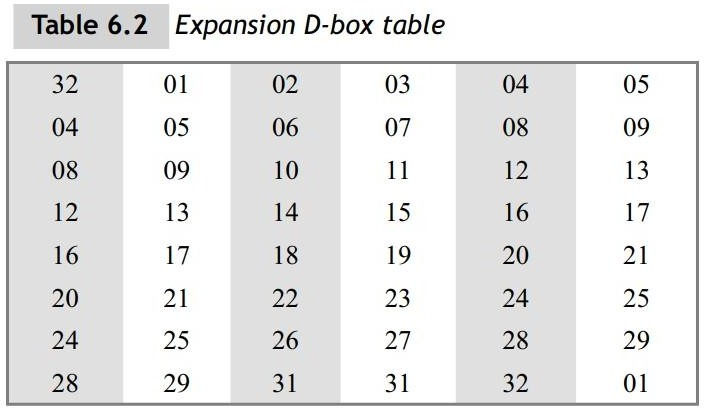 Table 6.2 Expansion D-box table
32 01 02 03 04 05
04 05 06 07 08 09
08 09 10 11 12 13
12 13 14 15 16 17
16 17 18 19 20 21
20 21 22 23 24 25
24 25 26 27 28 29
28 29 31 31 32 01